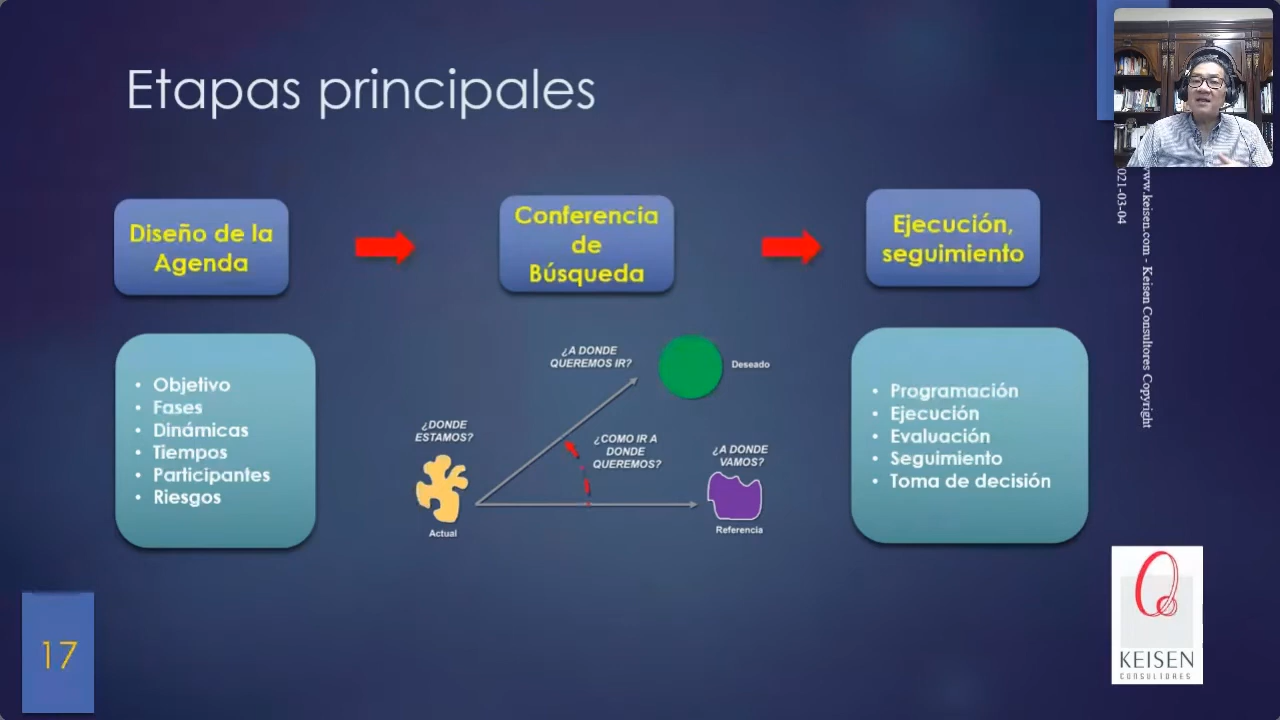 Etapas principales
Diseño de la
Agenda
Conferencia
de
Búsqueda
Ejecución,
seguimiento
• Objetivo
• Fases
• Dinámicas
• Tiempos
• Participantes
• Riesgos
¿A DONDE
QUEREMOS IR?
Deseado
¿DONDE
ESTAMOS?
¿COMO IR A
DONDE
QUEREMOS?
¿A DONDE
VAMOS?
Actual
Referencia
• Programación
• Ejecución
• Evaluación
• Seguimiento
• Toma de decisión
www.keisen.com - Keisen Consultores Copyright
021-03-04
17
KEISEN
CONSULTORES